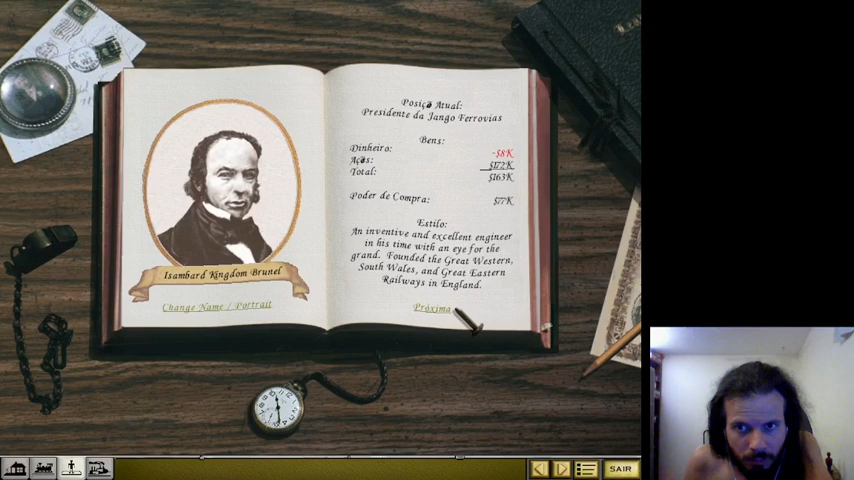 Isambard Kingdom Brunel
Change Name / Portrait
Posição Atual:
Presidente da Jango Ferrovias
Bens:
Dinheiro: -$8K
Ações: $172K
Total: $163K
Poder de Compra: $77K
Estilo:
An inventive and excellent engineer
in his time with an eye for the
grand. Founded the Great Western,
South Wales, and Great Eastern
Railways in England.
Próxima
SAIR